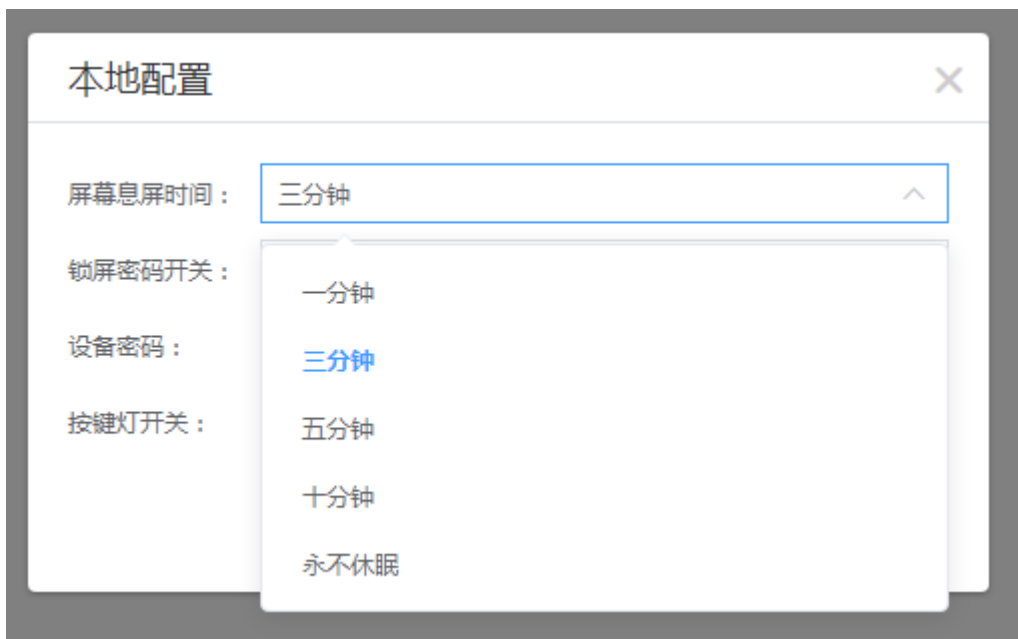 本地配置
屏幕息屏时间：
三分钟
锁屏密码开关：
一分钟
设备密码：
三分钟
按键灯开关：
五分钟
十分钟
永不休眠